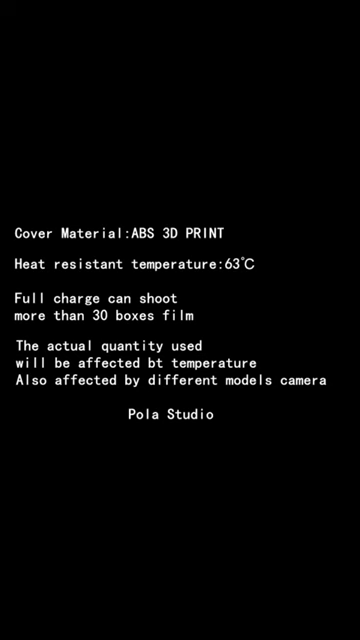 Cover Material:ABS 3D PRINT
Heat resistant temperature:63℃
Full charge can shoot
more than 30 boxes film
The actual quantity used
will be affected bt temperature
Also affected by different models camera
Pola Studio